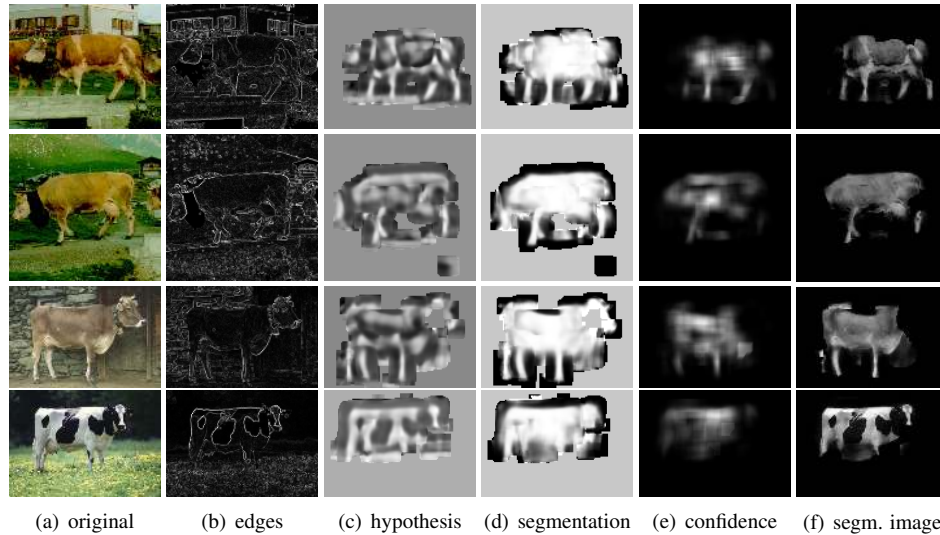 (a) original (b) edges (c) hypothesis (d) segmentation (e) confidence (f) segm. image